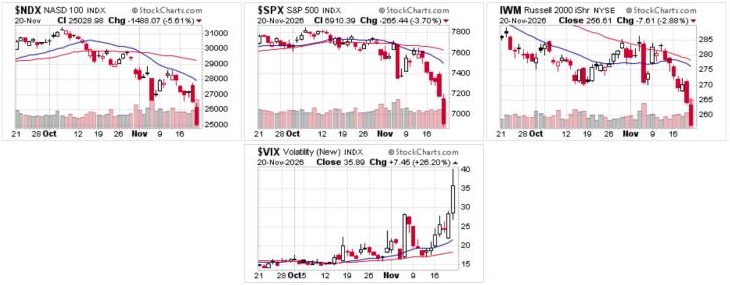 $NDX NASD 100 INDX © StockCharts.com
20-Nov-2026 Cl 25028.98 Chg -1488.07 (-5.61%)
31000
30000
29000
28000
27000
26000
25000
21 28 Oct 12 19 26 Nov 9 16
$SPX S&P 500 INDX © StockCharts.com
20-Nov-2026 Close 6910.39 Chg -265.44 (-3.70%)
7800
7600
7400
7200
7000
21 28 Oct 12 19 26 Nov 9 16
IWM Russell 2000 iShr NYSE © StockCharts.com
20-Nov-2026 Close 256.61 Chg -7.61 (-2.88%)
285
280
275
270
265
260
21 28 Oct 12 19 26 Nov 9 16
$VIX Volatility (New) INDX © StockCharts.com
20-Nov-2026 Close 35.89 Chg +7.45 (+26.20%)
40
35
30
25
20
15
21 28 Oct5 12 19 26 Nov 9 16